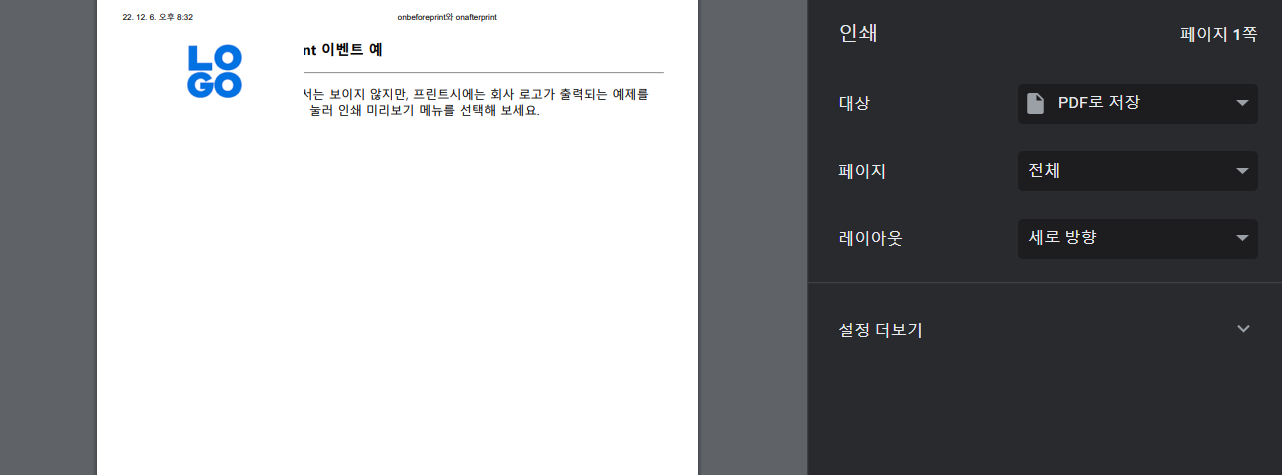 22. 12. 6. 오후 8:32
onbeforeprint와 onafterprint
LO
GO
nt 이벤트 예
서는 보이지 않지만, 프린트시에는 회사 로고가 출력되는 예제를
눌러 인쇄 미리보기 메뉴를 선택해 보세요.
인쇄
페이지 1쪽
대상
PDF로 저장
페이지
전체
레이아웃
세로 방향
설정 더보기